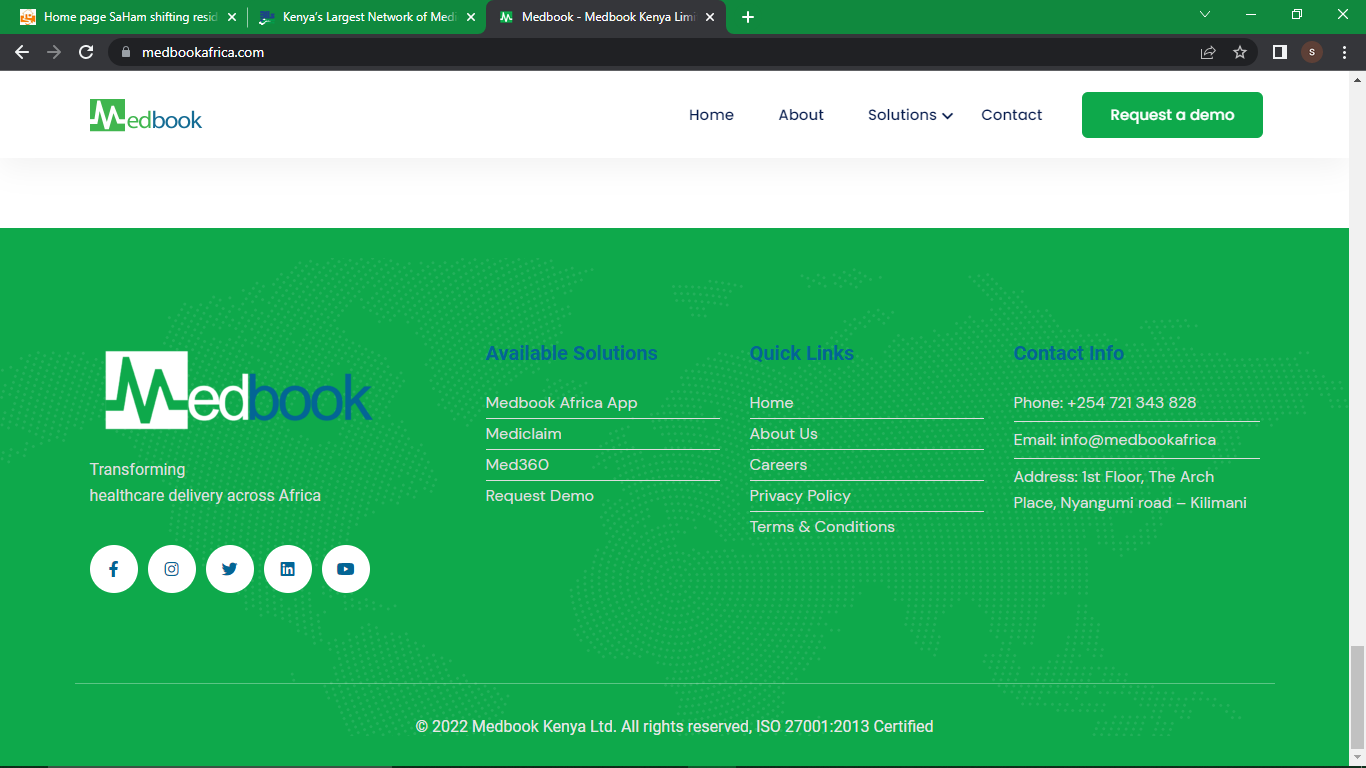 Home page SaHam shifting resid
Kenya's Largest Network of Medi
Medbook - Medbook Kenya Limi
medbookafrica.com
S
Medbook
Home
About
Solutions
Contact
Request a demo
Medbook
Transforming
healthcare delivery across Africa
Available Solutions
Medbook Africa App
Mediclaim
Med360
Request Demo
Quick Links
Home
About Us
Careers
Privacy Policy
Terms & Conditions
Contact Info
Phone: +254 721 343 828
Email: info@medbookafrica
Address: 1st Floor, The Arch
Place, Nyangumi road – Kilimani
© 2022 Medbook Kenya Ltd. All rights reserved, ISO 27001:2013 Certified